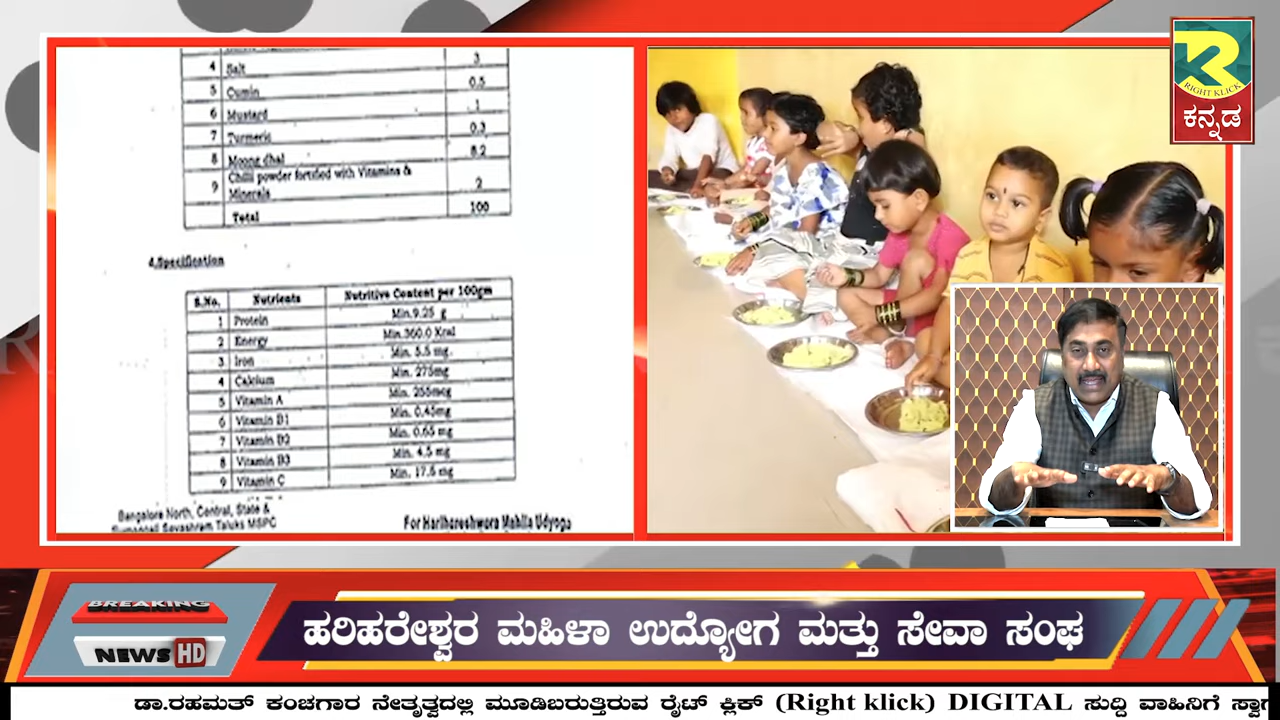 4 Salt 3
5 Cumin 0.5
6 Mustard 1
7 Turmeric 0.3
8 Moong dhal 8.2
9 Chilli powder fortified with Vitamins & Minerals 2
Total 100
4.Specification
S.No. Nutrients Nutritive Content per 100gm
1 Protein Min.9.25 g
2 Energy Min.360.0 Kcal
3 Iron Min. 5.5 mg
4 Calcium Min. 275mg
5 Vitamin A Min. 255mcg
6 Vitamin B1 Min. 0.45mg
7 Vitamin B2 Min. 0.65 mg
8 Vitamin B3 Min. 4.5 mg
9 Vitamin C Min. 17.5 mg
Bangalore North, Central, State &
Taluks MSPC
For Harihareshwora Mahila Udyoga
RIGHT KLICK
ಕನ್ನಡ
BREAKING
NEWS HD
ಹರಿಹರೇಶ್ವರ ಮಹಿಳಾ ಉದ್ಯೋಗ ಮತ್ತು ಸೇವಾ ಸಂಘ
ಡಾ.ರಹಮತ್ ಕಂಚಗಾರ ನೇತೃತ್ವದಲ್ಲಿ ಮೂಡಿಬರುತ್ತಿರುವ ರೈಟ್ ಕ್ಲಿಕ್ (Right klick) DIGITAL ಸುದ್ದಿ ವಾಹಿನಿಗೆ ಸ್ವಾಗ